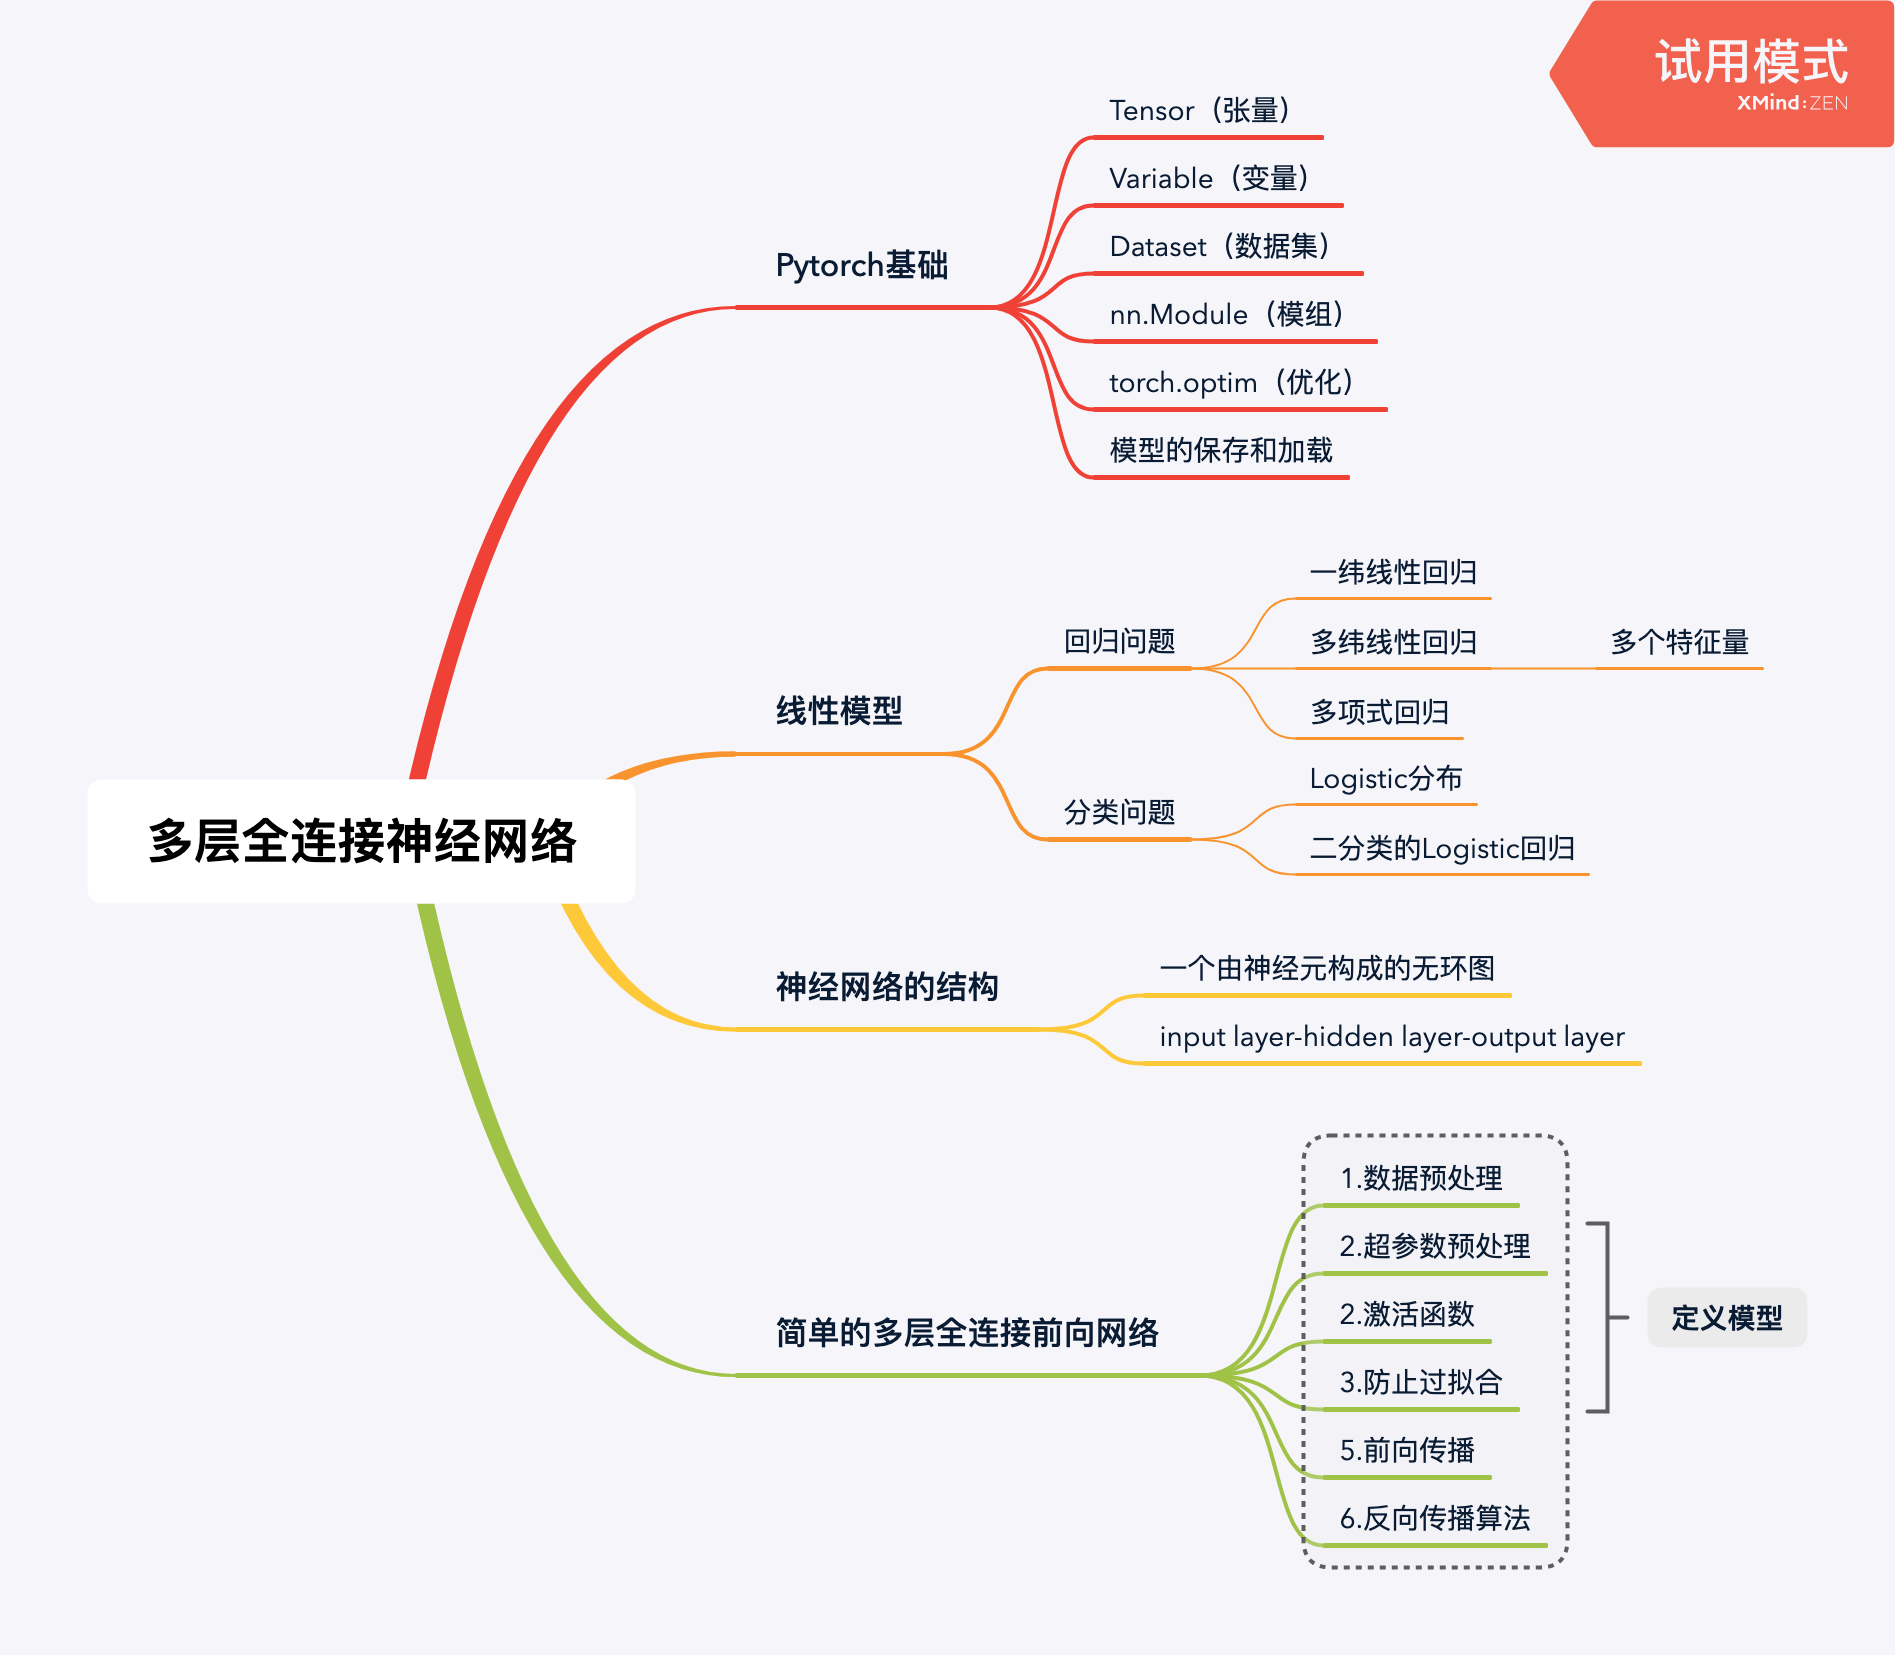 试用模式
XMind:ZEN
多层全连接神经网络
Pytorch基础
Tensor（张量）
Variable（变量）
Dataset（数据集）
nn.Module（模组）
torch.optim（优化）
模型的保存和加载
线性模型
回归问题
一纬线性回归
多纬线性回归
多个特征量
多项式回归
分类问题
Logistic分布
二分类的Logistic回归
神经网络的结构
一个由神经元构成的无环图
input layer-hidden layer-output layer
简单的多层全连接前向网络
1.数据预处理
2.超参数预处理
2.激活函数
3.防止过拟合
5.前向传播
6.反向传播算法
定义模型